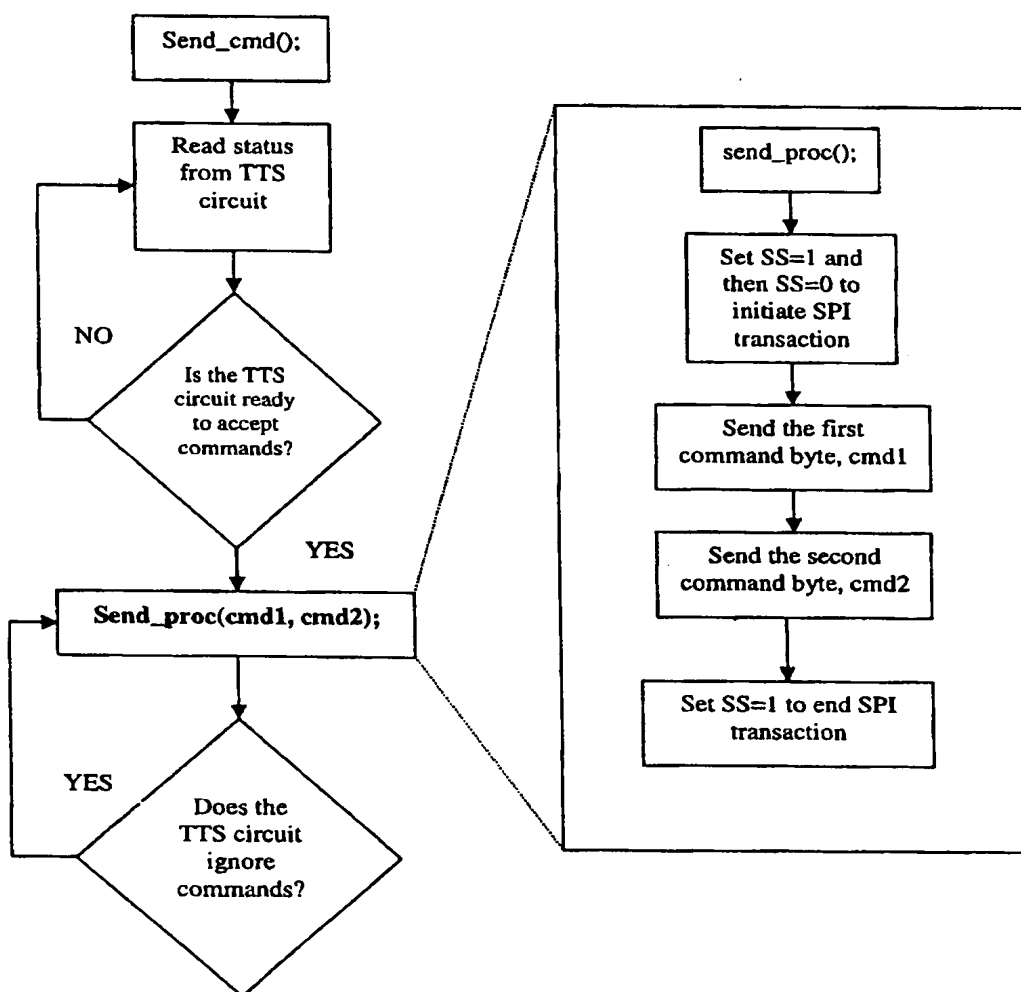 Send_cmd();
Read status
from TTS
circuit
NO
Is the TTS
circuit ready
to accept
commands?
YES
Send_proc(cmd1, cmd2);
YES
Does the
TTS circuit
ignore
commands?
send_proc();
Set SS=1 and
then SS=0 to
initiate SPI
transaction
Send the first
command byte, cmd1
Send the second
command byte, cmd2
Set SS=1 to end SPI
transaction